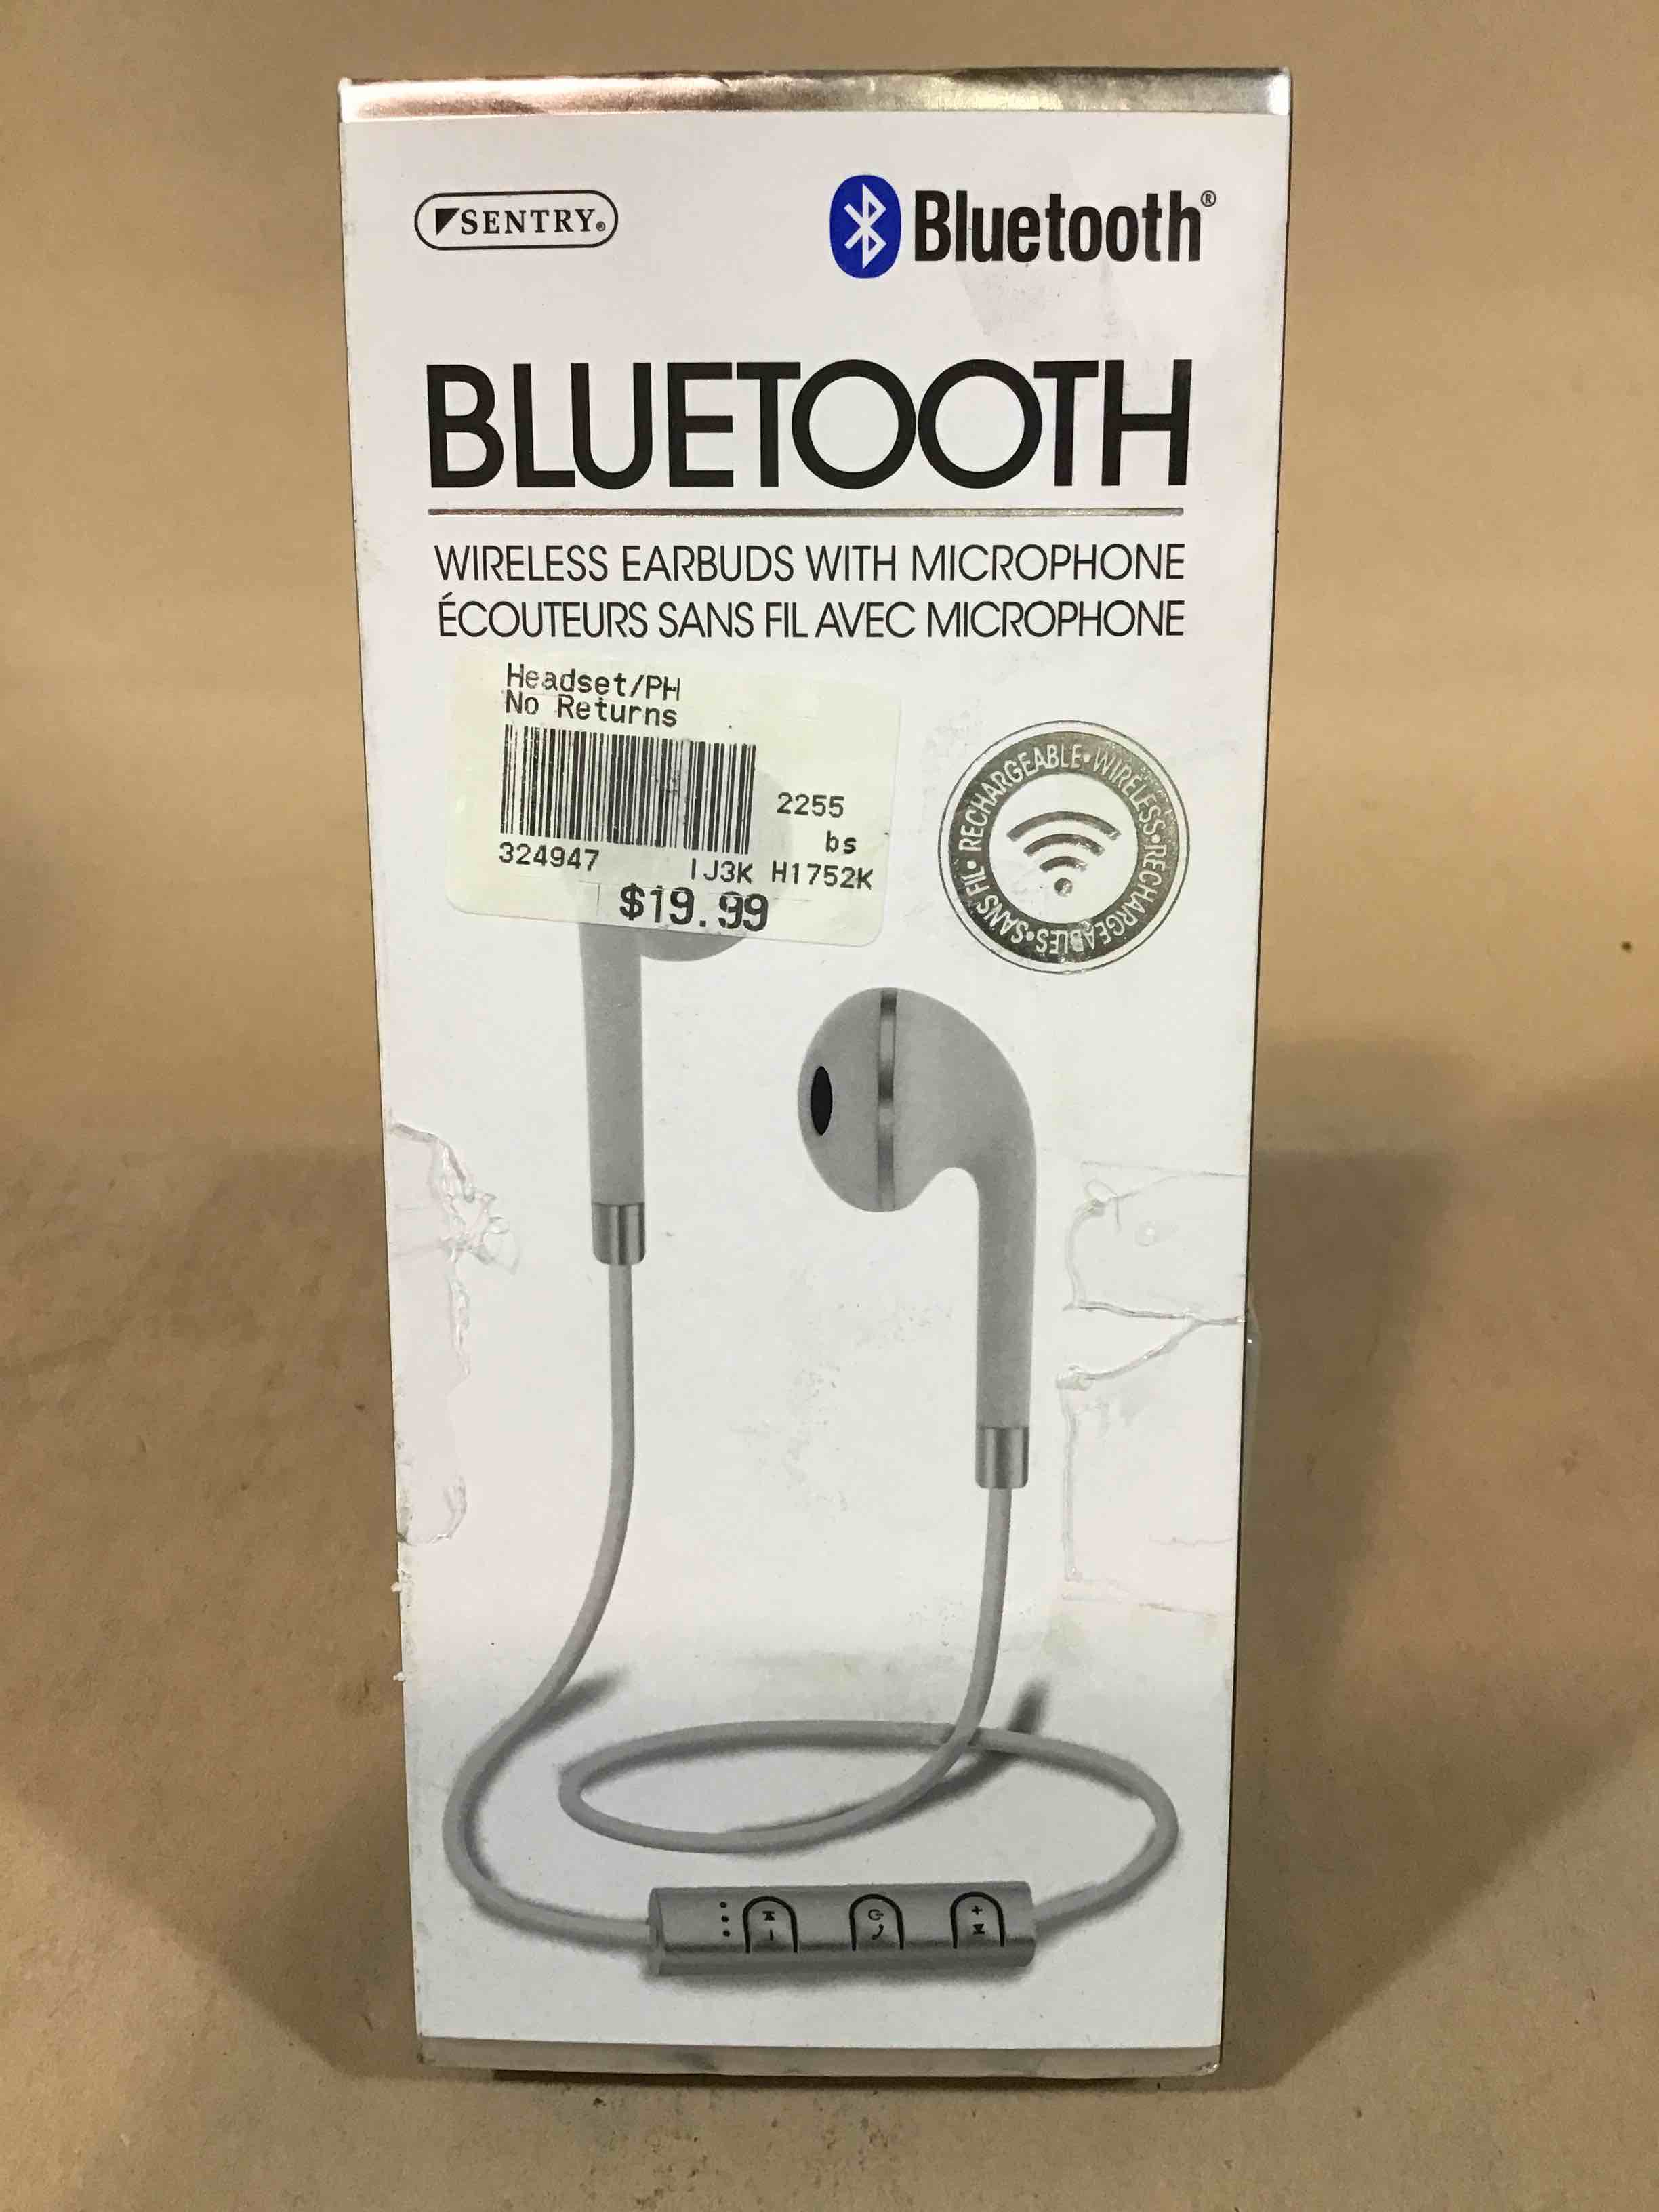 SENTRY®
Bluetooth®
BLUETOOTH
WIRELESS EARBUDS WITH MICROPHONE
ÉCOUTEURS SANS FIL AVEC MICROPHONE
Headset/PH
No Returns
2255
bs
324947 IJ3K H1752K
$19.99
RECHARGEABLE•WIRELESS•RECHARGEABLES•SANS FIL•